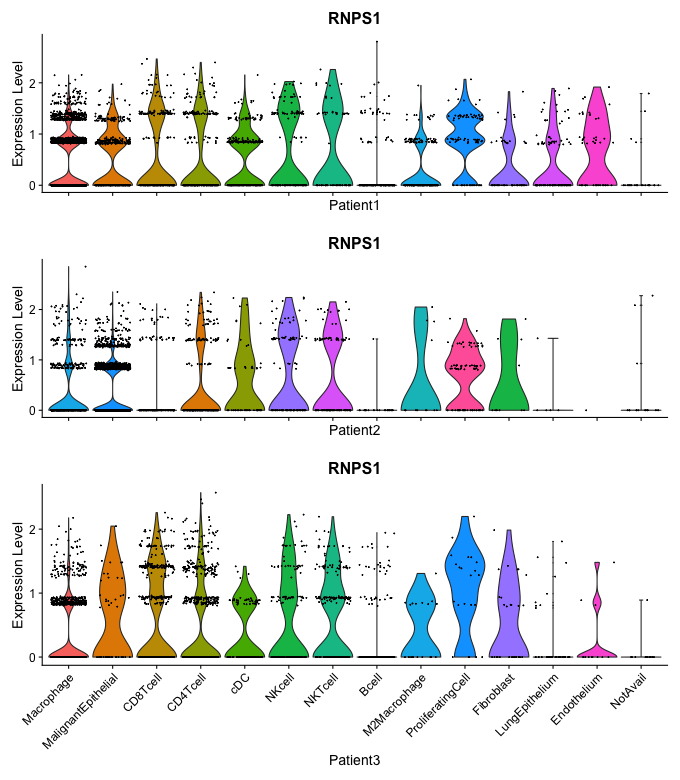 RNPS1
Expression Level
2
1
0
Patient1
RNPS1
Expression Level
2
1
0
Patient2
RNPS1
Expression Level
2
1
0
Macrophage
MalignantEpithelial
CD8Tcell
CD4Tcell
cDC
NKcell
NKTcell
Bcell
M2Macrophage
ProliferatingCell
Fibroblast
LungEpithelium
Endothelium
NotAvail
Patient3